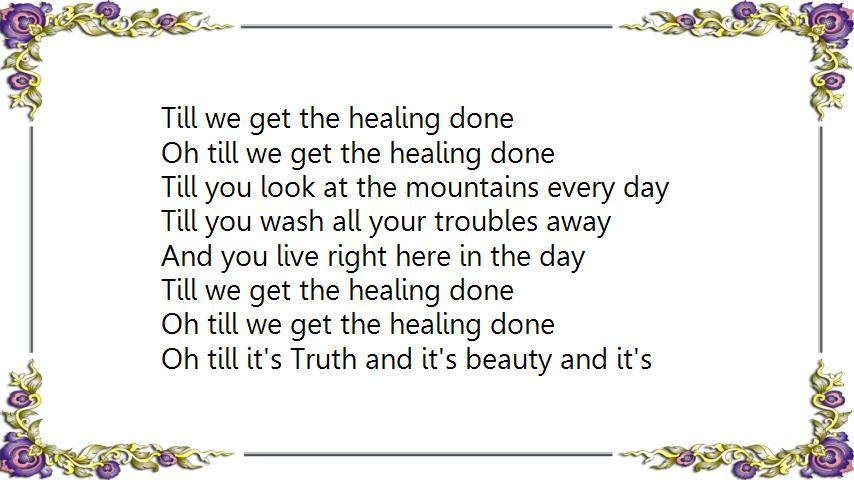 Till we get the healing done
Oh till we get the healing done
Till you look at the mountains every day
Till you wash all your troubles away
And you live right here in the day
Till we get the healing done
Oh till we get the healing done
Oh till it's Truth and it's beauty and it's